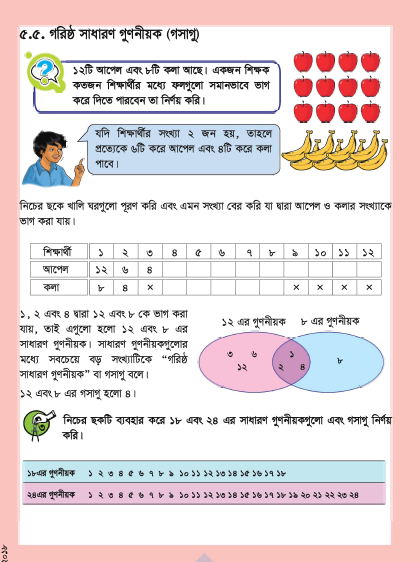 ৫.৫. গরিষ্ঠ সাধারণ গুণনীয়ক (গসাগু)
১২টি আপেল এবং ৮টি কলা আছে। একজন শিক্ষক
কতজন শিক্ষার্থীর মধ্যে ফলগুলো সমানভাবে ভাগ
করে দিতে পারবেন তা নির্ণয় করি।
যদি শিক্ষার্থীর সংখ্যা ২ জন হয়, তাহলে
প্রত্যেকে ৬টি করে আপেল এবং ৪টি করে কলা
পাবে।
নিচের ছকে খালি ঘরগুলো পূরণ করি এবং এমন সংখ্যা বের করি যা দ্বারা আপেল ও কলার সংখ্যাকে
ভাগ করা যায়।
শিক্ষার্থী ১ ২ ৩ ৪ ৫ ৬ ৭ ৮ ৯ ১০ ১১ ১২
আপেল ১২ ৬ ৪
কলা ৮ ৪ × × × × ×
১, ২ এবং ৪ দ্বারা ১২ এবং ৮ কে ভাগ করা
যায়, তাই এগুলো হলো ১২ এবং ৮ এর
সাধারণ গুণনীয়ক। সাধারণ গুণনীয়কগুলোর
মধ্যে সবচেয়ে বড় সংখ্যাটিকে “গরিষ্ঠ
সাধারণ গুণনীয়ক” বা গসাগু বলে।
১২ এবং ৮ এর গসাগু হলো ৪।
১২ এর গুণনীয়ক ৮ এর গুণনীয়ক
৩ ৬ ১ ৮
১২ ২ ৪
৩ নিচের ছকটি ব্যবহার করে ১৮ এবং ২৪ এর সাধারণ গুণনীয়কগুলো এবং গসাগু নির্ণয়
করি।
১৮এর গুণনীয়ক ১ ২ ৩ ৪ ৫ ৬ ৭ ৮ ৯ ১০ ১১ ১২ ১৩ ১৪ ১৫ ১৬ ১৭ ১৮
২৪এর গুণনীয়ক ১ ২ ৩ ৪ ৫ ৬ ৭ ৮ ৯ ১০ ১১ ১২ ১৩ ১৪ ১৫ ১৬ ১৭ ১৮ ১৯ ২০ ২১ ২২ ২৩ ২৪
২০১৮